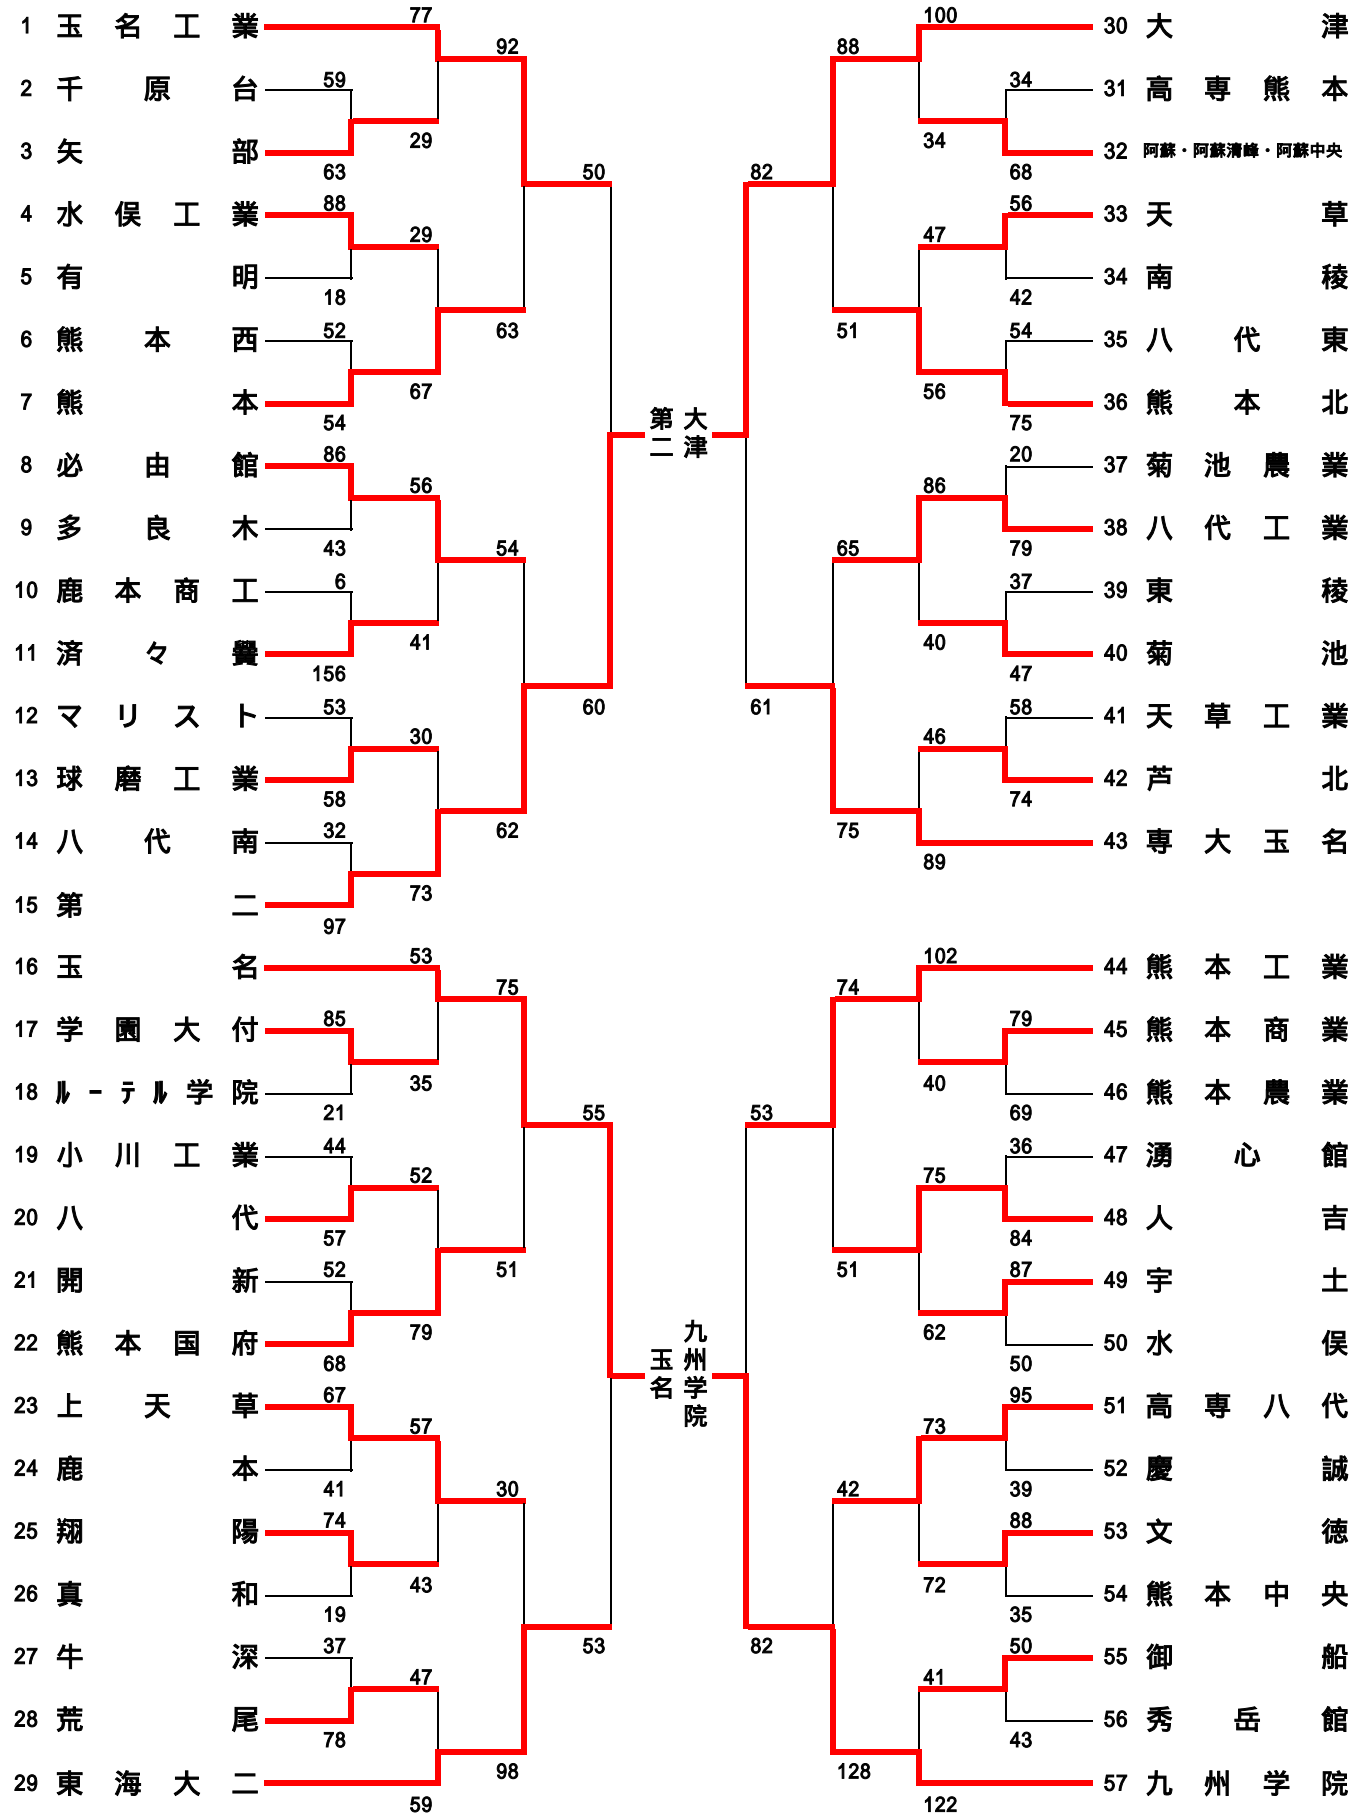 1 玉名工業 77
92
2 千原台 59
29
3 矢部 63
50
4 水俣工業 88
29
5 有明 18
63
6 熊本西 52
67
7 熊本 54
8 必由館 86
56
9 多良木 43
54
10 鹿本商工 6
41
11 済々黌 156
60
12 マリスト 53
30
13 球磨工業 58
62
14 八代南 32
73
15 第二 97
16 玉名 53
75
17 学園大付 85
35
18 ルーテル学院 21
55
19 小川工業 44
52
20 八代 57
51
21 開新 52
79
22 熊本国府 68
23 上天草 67
57
24 鹿本 41
30
25 翔陽 74
43
26 真和 19
53
27 牛深 37
47
28 荒尾 78
98
29 東海大二 59
第二
大津
玉名
九州学院
100 30 大津
88
34 31 高専熊本
34
68 32 阿蘇・阿蘇清峰・阿蘇中央
82
56 33 天草
47
42 34 南稜
51
54 35 八代東
56
75 36 熊本北
20 37 菊池農業
86
79 38 八代工業
65
37 39 東稜
40
47 40 菊池
61
58 41 天草工業
46
74 42 芦北
75
89 43 専大玉名
102 44 熊本工業
74
79 45 熊本商業
40
69 46 熊本農業
53
36 47 湧心館
75
84 48 人吉
51
87 49 宇土
62
50 50 水俣
95 51 高専八代
73
39 52 慶誠
42
88 53 文徳
72
35 54 熊本中央
82
50 55 御船
41
43 56 秀岳館
128
122 57 九州学院